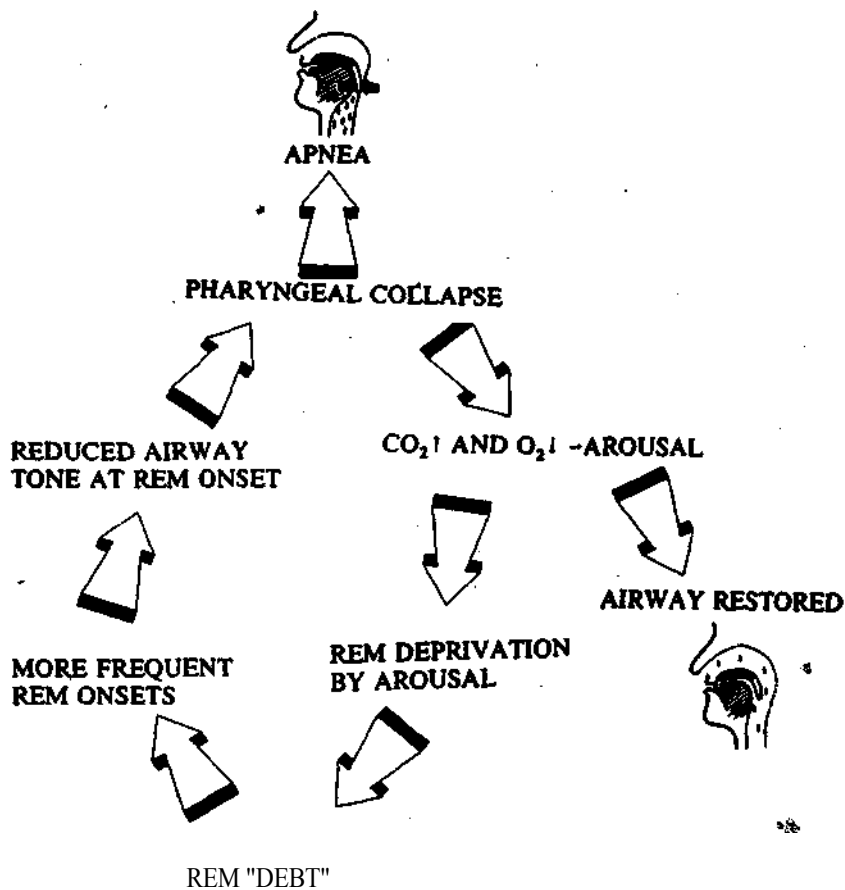 APNEA
PHARYNGEAL COLLAPSE
REDUCED AIRWAY
TONE AT REM ONSET
CO₂↑ AND O₂↓ →AROUSAL
AIRWAY RESTORED
MORE FREQUENT
REM ONSETS
REM DEPRIVATION
BY AROUSAL
REM "DEBT"